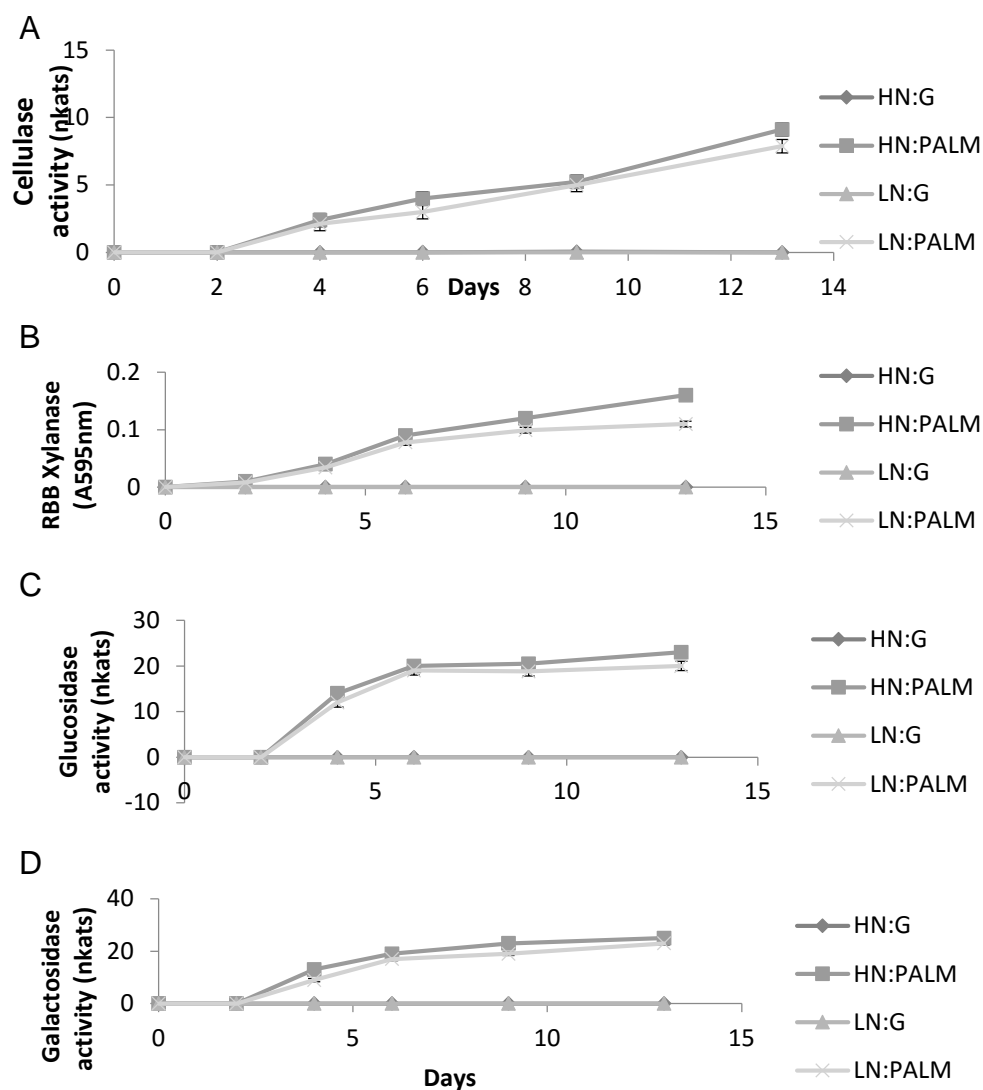 A
Cellulase
activity (nkats)
15
10
5
0
0 2 4 6 8 10 12 14
Days
HN:G
HN:PALM
LN:G
LN:PALM
B
RBB Xylanase
(A595nm)
0.2
0.1
0
0 5 10 15
HN:G
HN:PALM
LN:G
LN:PALM
C
Glucosidase
activity (nkats)
30
20
10
0
-10
0 5 10 15
HN:G
HN:PALM
LN:G
LN:PALM
D
Galactosidase
activity (nkats)
40
20
0
0 5 10 15
Days
HN:G
HN:PALM
LN:G
LN:PALM